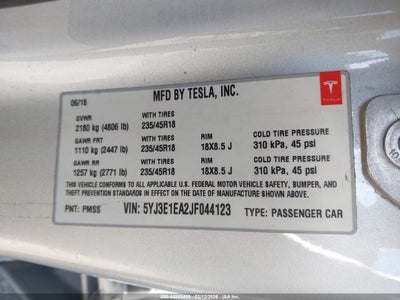 MFD BY TESLA, INC.
06/18
GVWR WITH TIRES
2180 kg (4806 lb) 235/45R18
GAWR FRT WITH TIRES RIM COLD TIRE PRESSURE
1110 kg (2447 lb) 235/45R18 18X8.5 J 310 kPa, 45 psi
GAWR RR WITH TIRES RIM COLD TIRE PRESSURE
1257 kg (2771 lb) 235/45R18 18X8.5 J 310 kPa, 45 psi
THIS VEHICLE CONFORMS TO ALL APPLICABLE U.S. FEDERAL MOTOR VEHICLE SAFETY, BUMPER, AND
THEFT PREVENTION STANDARDS IN EFFECT ON THE DATE OF MANUFACTURE SHOWN ABOVE.
PNT: PMSS VIN: 5YJ3E1EA2JF044123 TYPE: PASSENGER CAR
TESLA